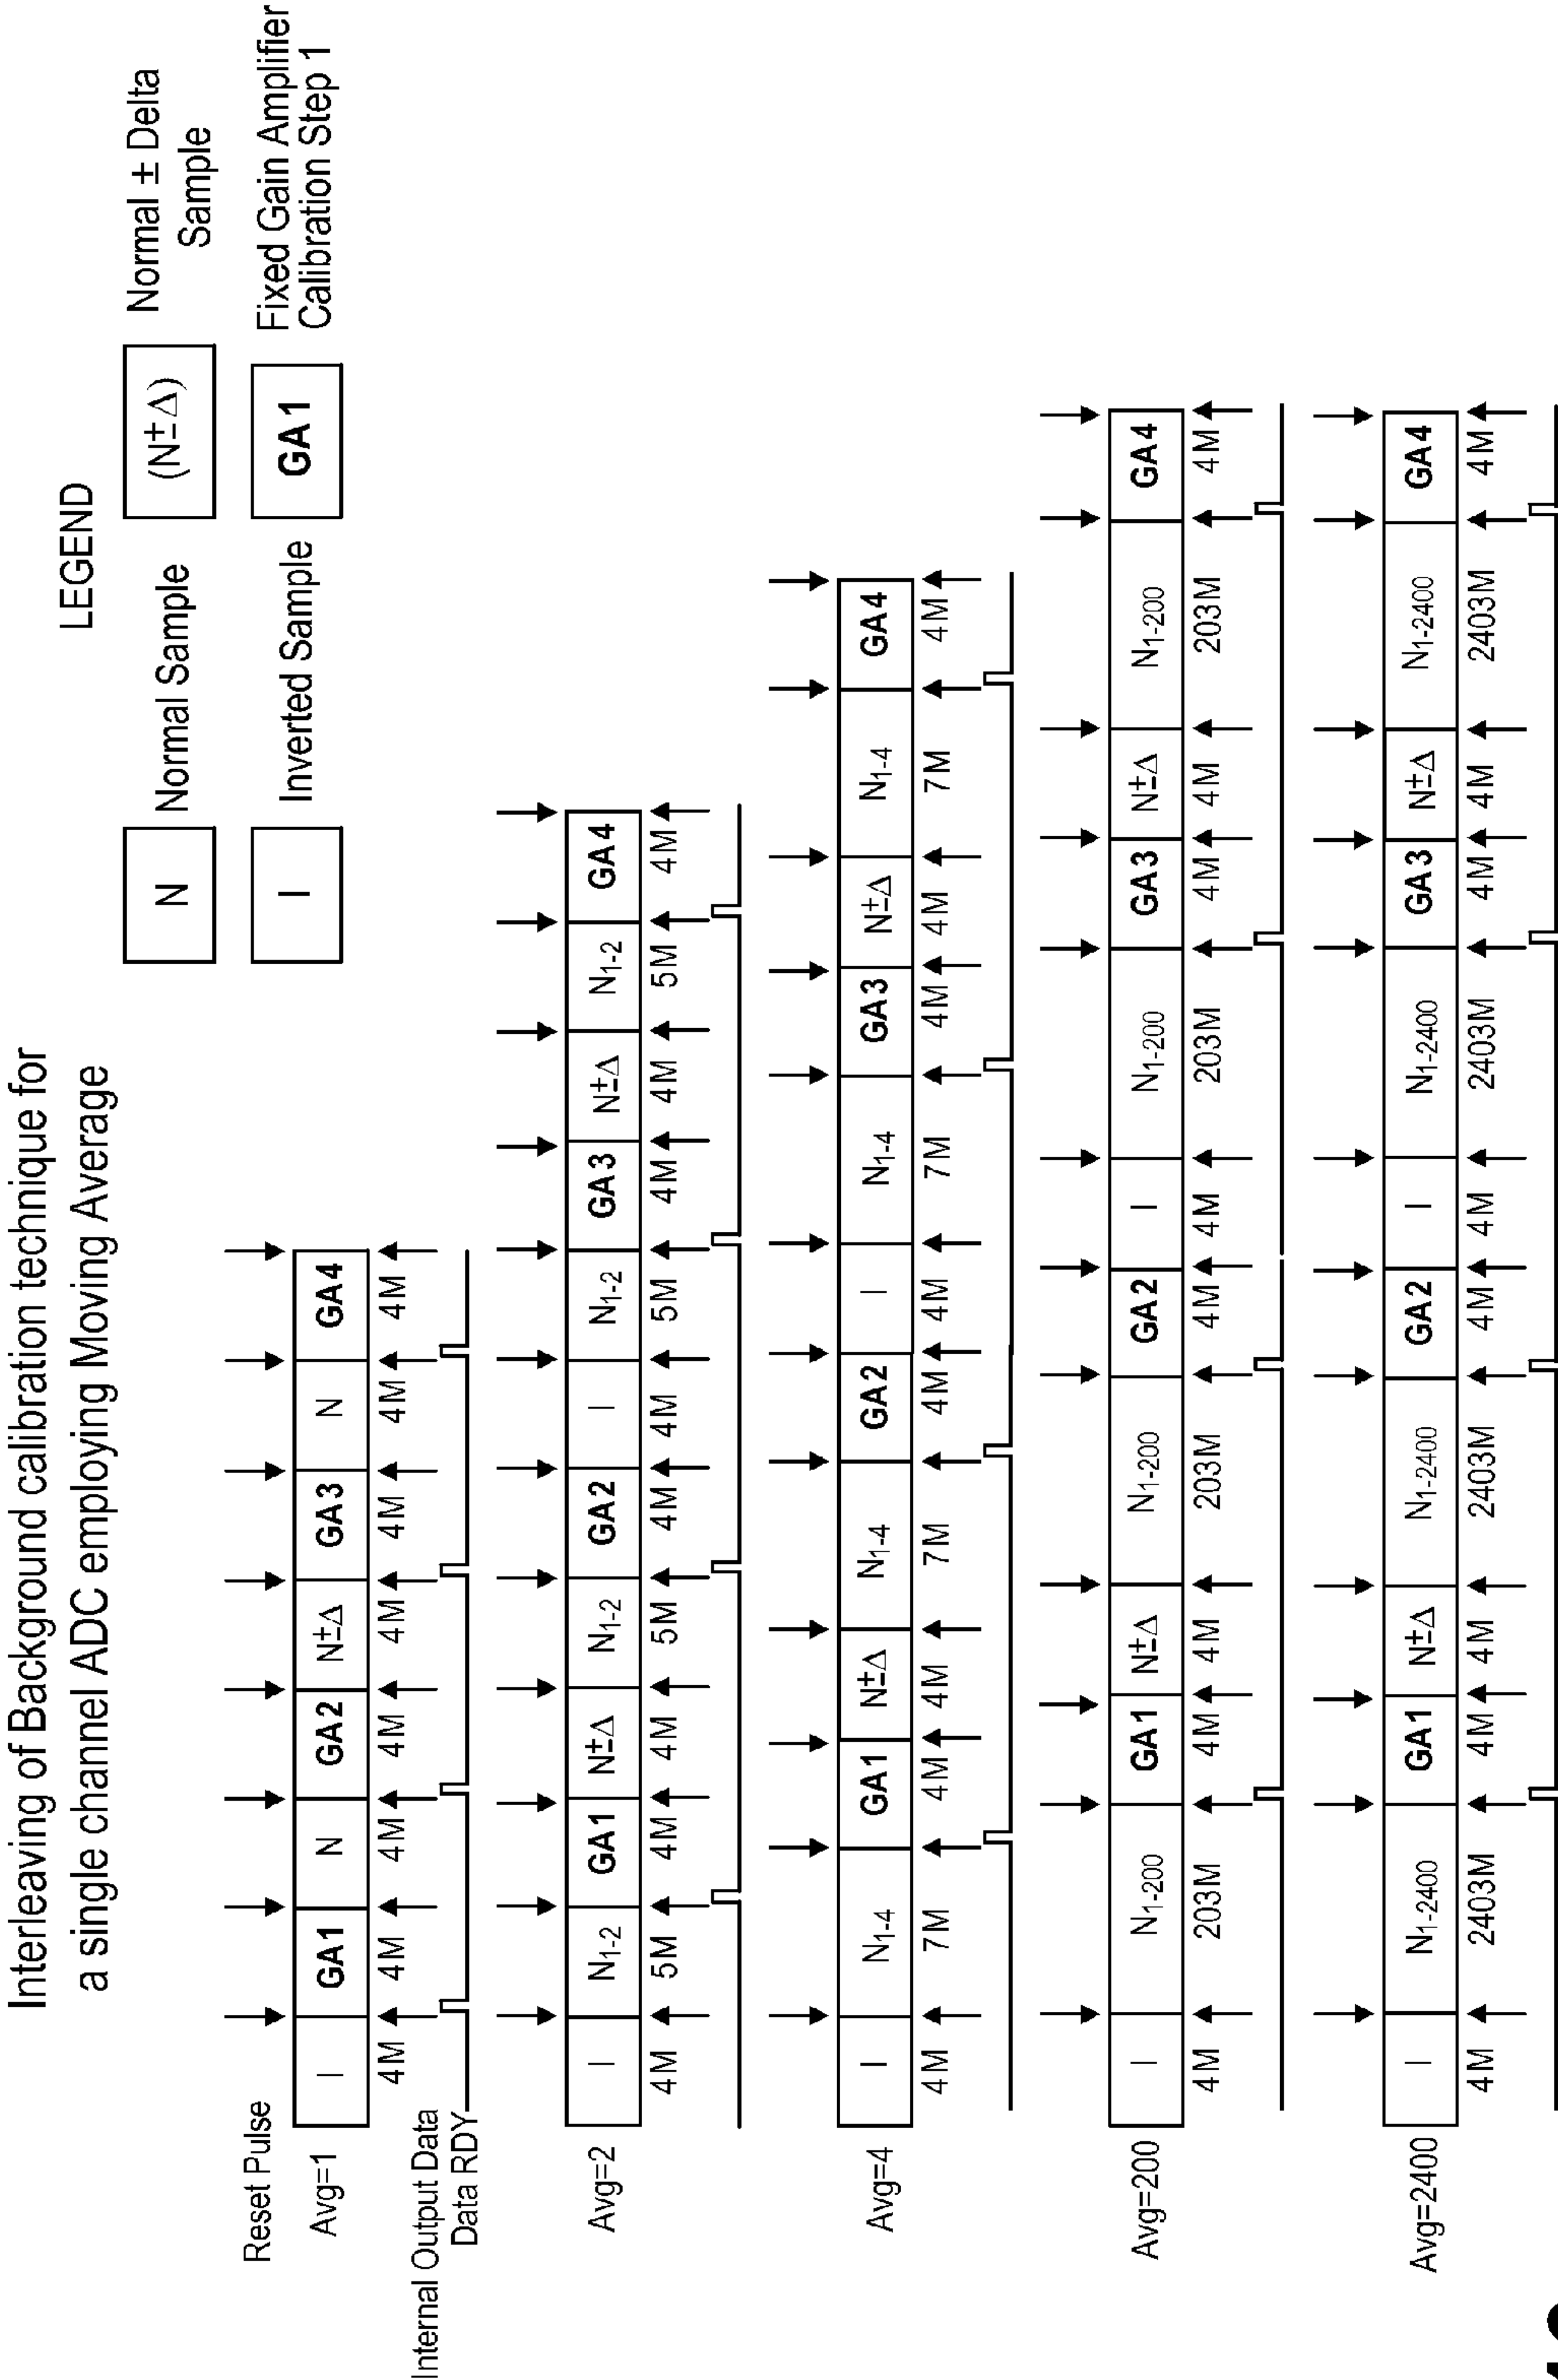 Interleaving of Background calibration technique for
a single channel ADC employing Moving Average
LEGEND
N Normal Sample (N±Δ) Normal ± Delta
Sample
I Inverted Sample GA1 Fixed Gain Amplifier
Calibration Step 1
Reset Pulse
Avg=1 I GA1 N GA2 N±Δ GA3 N GA4
4M 4M 4M 4M 4M 4M 4M 4M
Internal Output Data
Data RDY
Avg=2 I N1-2 GA1 N±Δ N1-2 GA2 I N1-2 GA3 N±Δ N1-2 GA4
4M 5M 4M 4M 5M 4M 4M 5M 4M 4M 5M 4M
Avg=4 I N1-4 GA1 N±Δ N1-4 GA2 I N1-4 GA3 N±Δ N1-4 GA4
4M 7M 4M 4M 7M 4M 4M 7M 4M 4M 7M 4M
Avg=200 I N1-200 GA1 N±Δ N1-200 GA2 I N1-200 GA3 N±Δ N1-200 GA4
4M 203M 4M 4M 203M 4M 4M 203M 4M 4M 203M 4M
Avg=2400 I N1-2400 GA1 N±Δ N1-2400 GA2 I N1-2400 GA3 N±Δ N1-2400 GA4
4M 2403M 4M 4M 2403M 4M 4M 2403M 4M 4M 2403M 4M